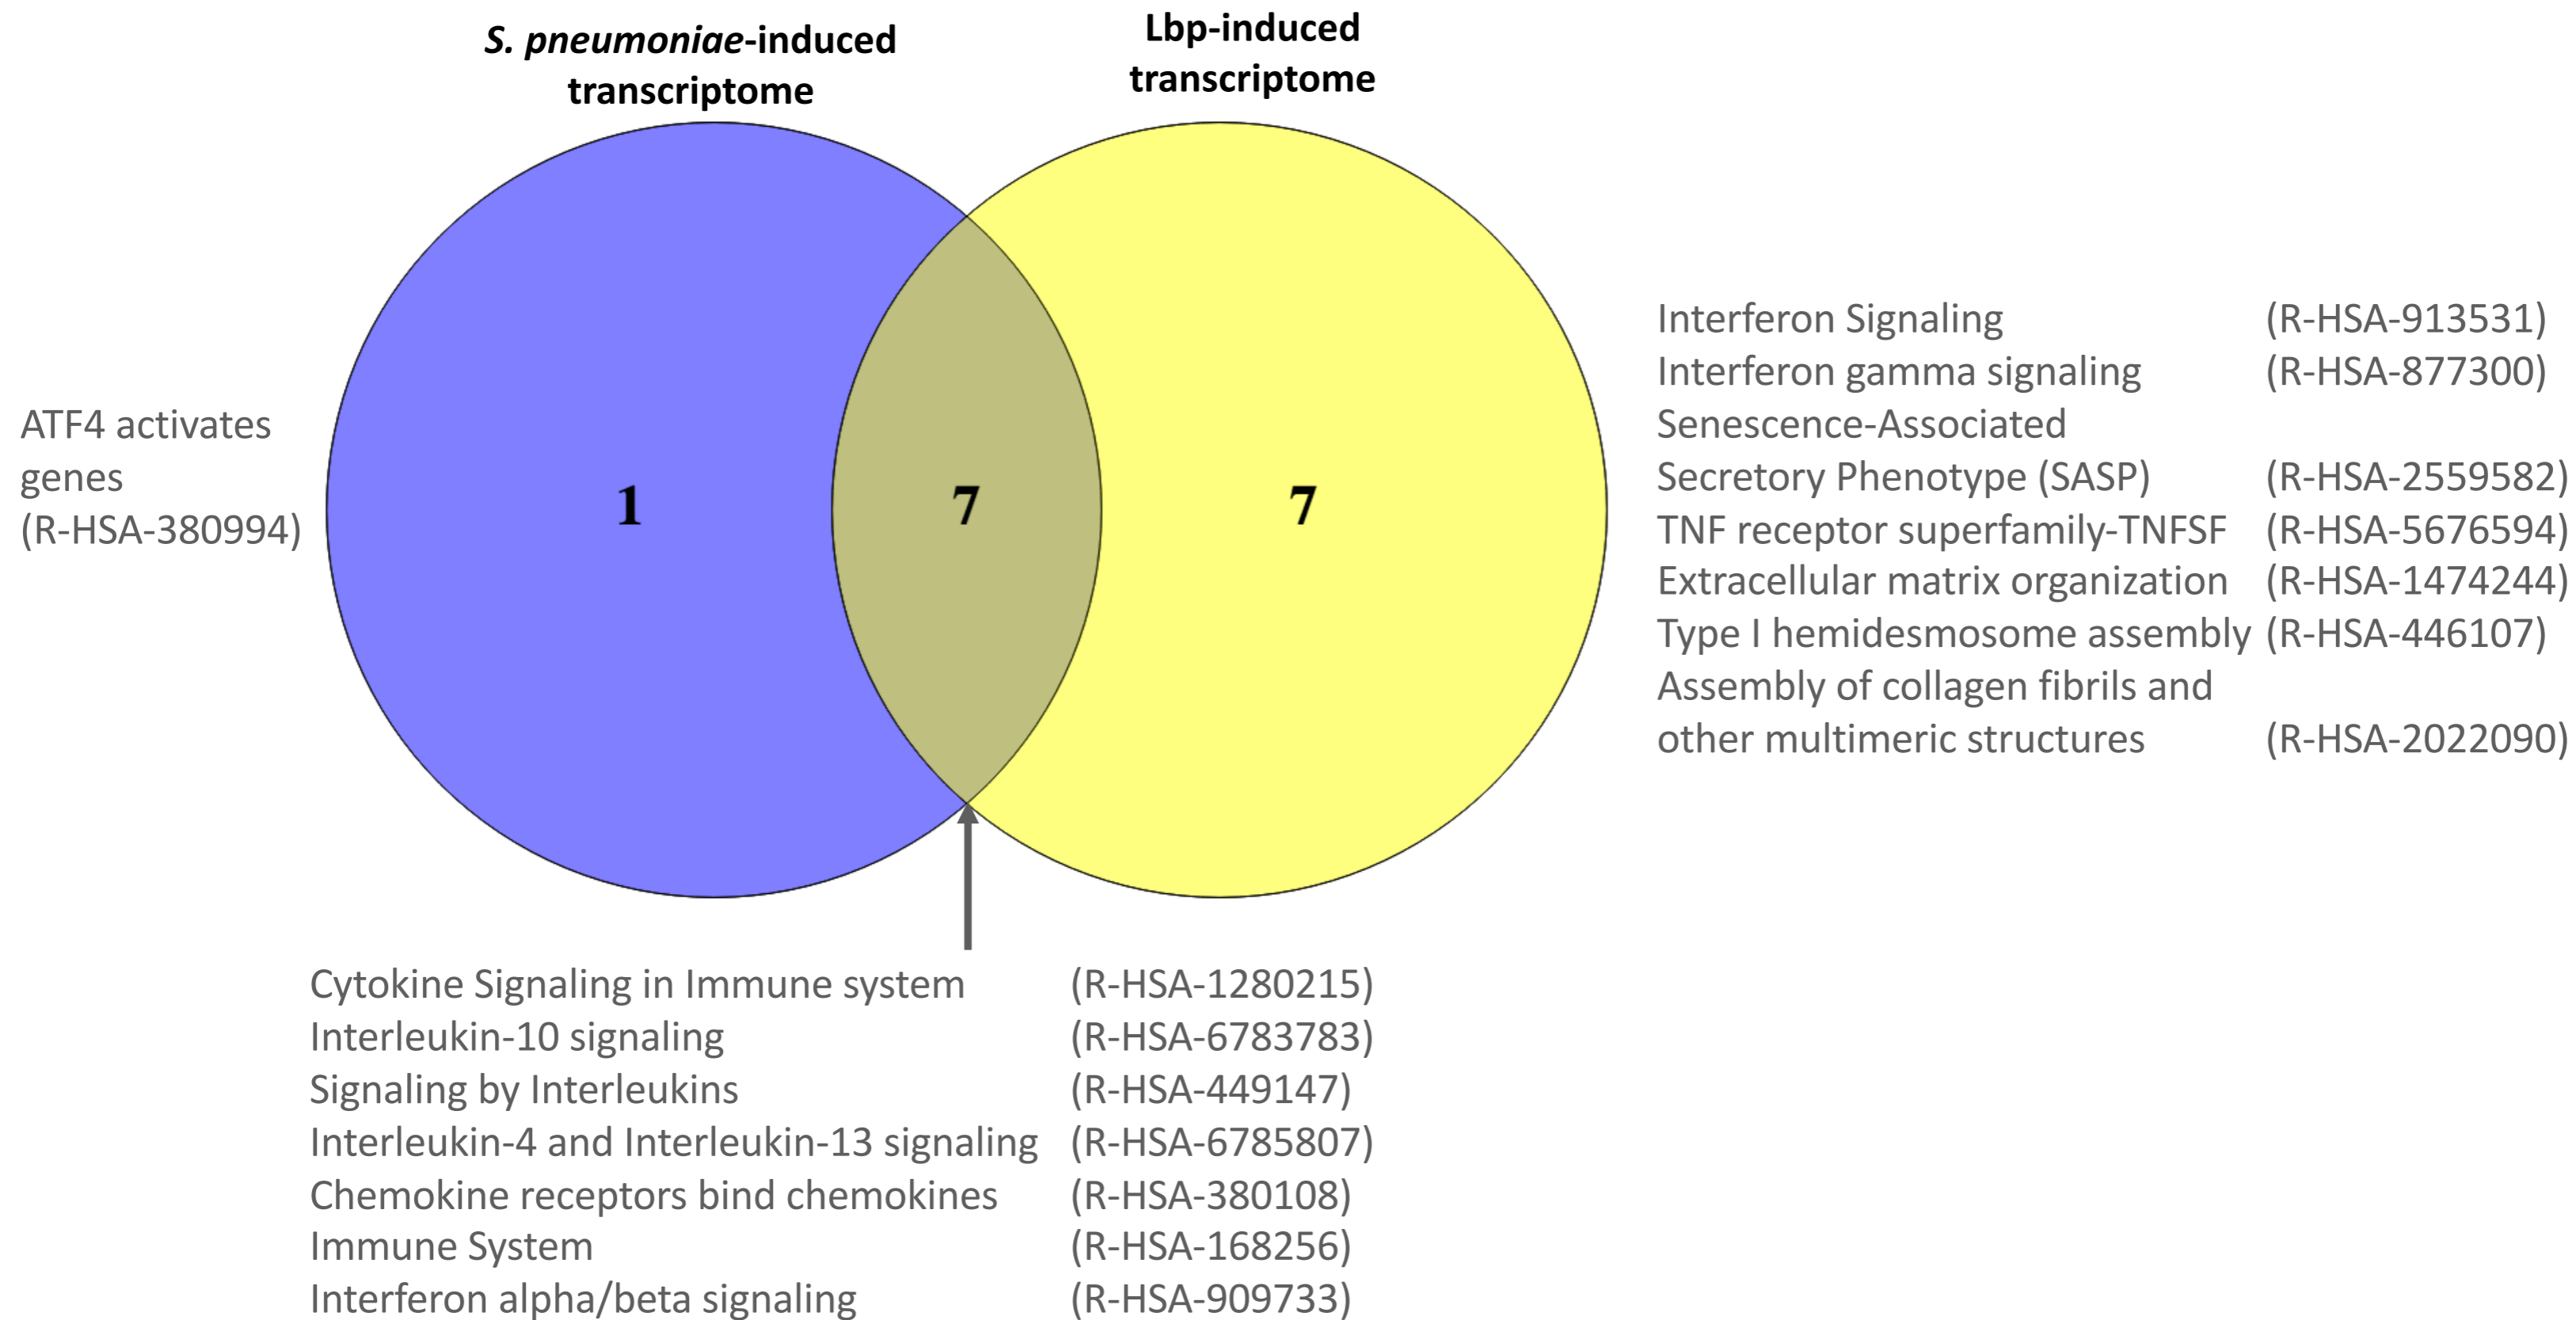 S. pneumoniae-induced
transcriptome
Lbp-induced
transcriptome
ATF4 activates
genes
(R-HSA-380994)
1
7
7
Interferon Signaling (R-HSA-913531)
Interferon gamma signaling (R-HSA-877300)
Senescence-Associated
Secretory Phenotype (SASP) (R-HSA-2559582)
TNF receptor superfamily-TNFSF (R-HSA-5676594)
Extracellular matrix organization (R-HSA-1474244)
Type I hemidesmosome assembly (R-HSA-446107)
Assembly of collagen fibrils and
other multimeric structures (R-HSA-2022090)
Cytokine Signaling in Immune system (R-HSA-1280215)
Interleukin-10 signaling (R-HSA-6783783)
Signaling by Interleukins (R-HSA-449147)
Interleukin-4 and Interleukin-13 signaling (R-HSA-6785807)
Chemokine receptors bind chemokines (R-HSA-380108)
Immune System (R-HSA-168256)
Interferon alpha/beta signaling (R-HSA-909733)